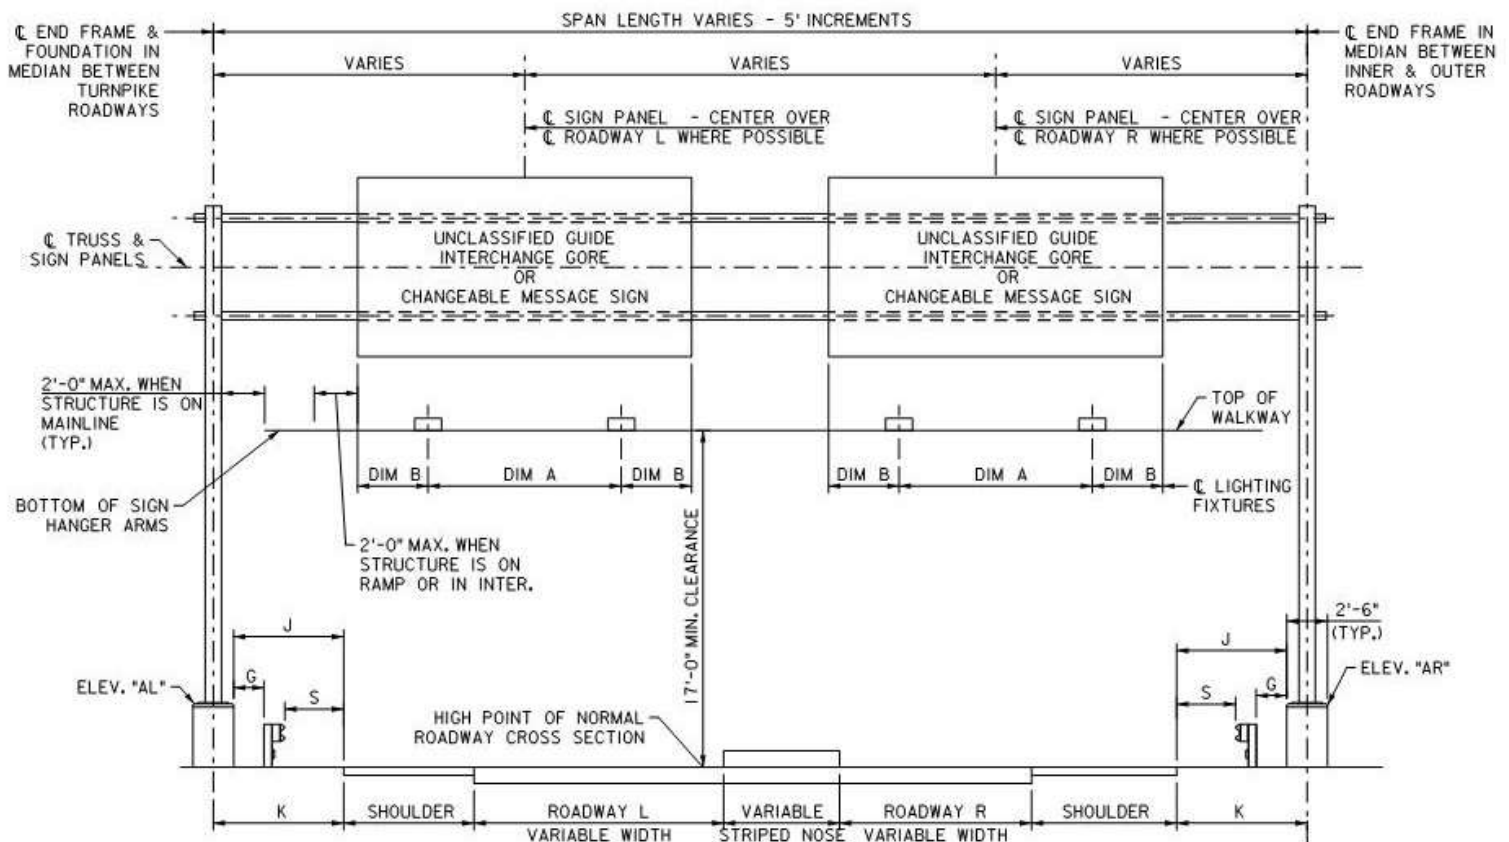 SPAN LENGTH VARIES - 5' INCREMENTS
℄ END FRAME &
FOUNDATION IN
MEDIAN BETWEEN
TURNPIKE
ROADWAYS
℄ END FRAME IN
MEDIAN BETWEEN
INNER & OUTER
ROADWAYS
VARIES
VARIES
VARIES
℄ SIGN PANEL - CENTER OVER
℄ ROADWAY L WHERE POSSIBLE
℄ SIGN PANEL - CENTER OVER
℄ ROADWAY R WHERE POSSIBLE
℄ TRUSS &
SIGN PANELS
UNCLASSIFIED GUIDE
INTERCHANGE GORE
OR
CHANGEABLE MESSAGE SIGN
UNCLASSIFIED GUIDE
INTERCHANGE GORE
OR
CHANGEABLE MESSAGE SIGN
2'-0" MAX. WHEN
STRUCTURE IS ON
MAINLINE
(TYP.)
TOP OF
WALKWAY
DIM B
DIM A
DIM B
DIM B
DIM A
DIM B
℄ LIGHTING
FIXTURES
BOTTOM OF SIGN
HANGER ARMS
2'-0" MAX. WHEN
STRUCTURE IS ON
RAMP OR IN INTER.
17'-0" MIN. CLEARANCE
2'-6"
(TYP.)
J
J
G
G
S
S
ELEV. "AL"
ELEV. "AR"
HIGH POINT OF NORMAL
ROADWAY CROSS SECTION
K
SHOULDER
ROADWAY L
VARIABLE WIDTH
VARIABLE
STRIPED NOSE
ROADWAY R
VARIABLE WIDTH
SHOULDER
K